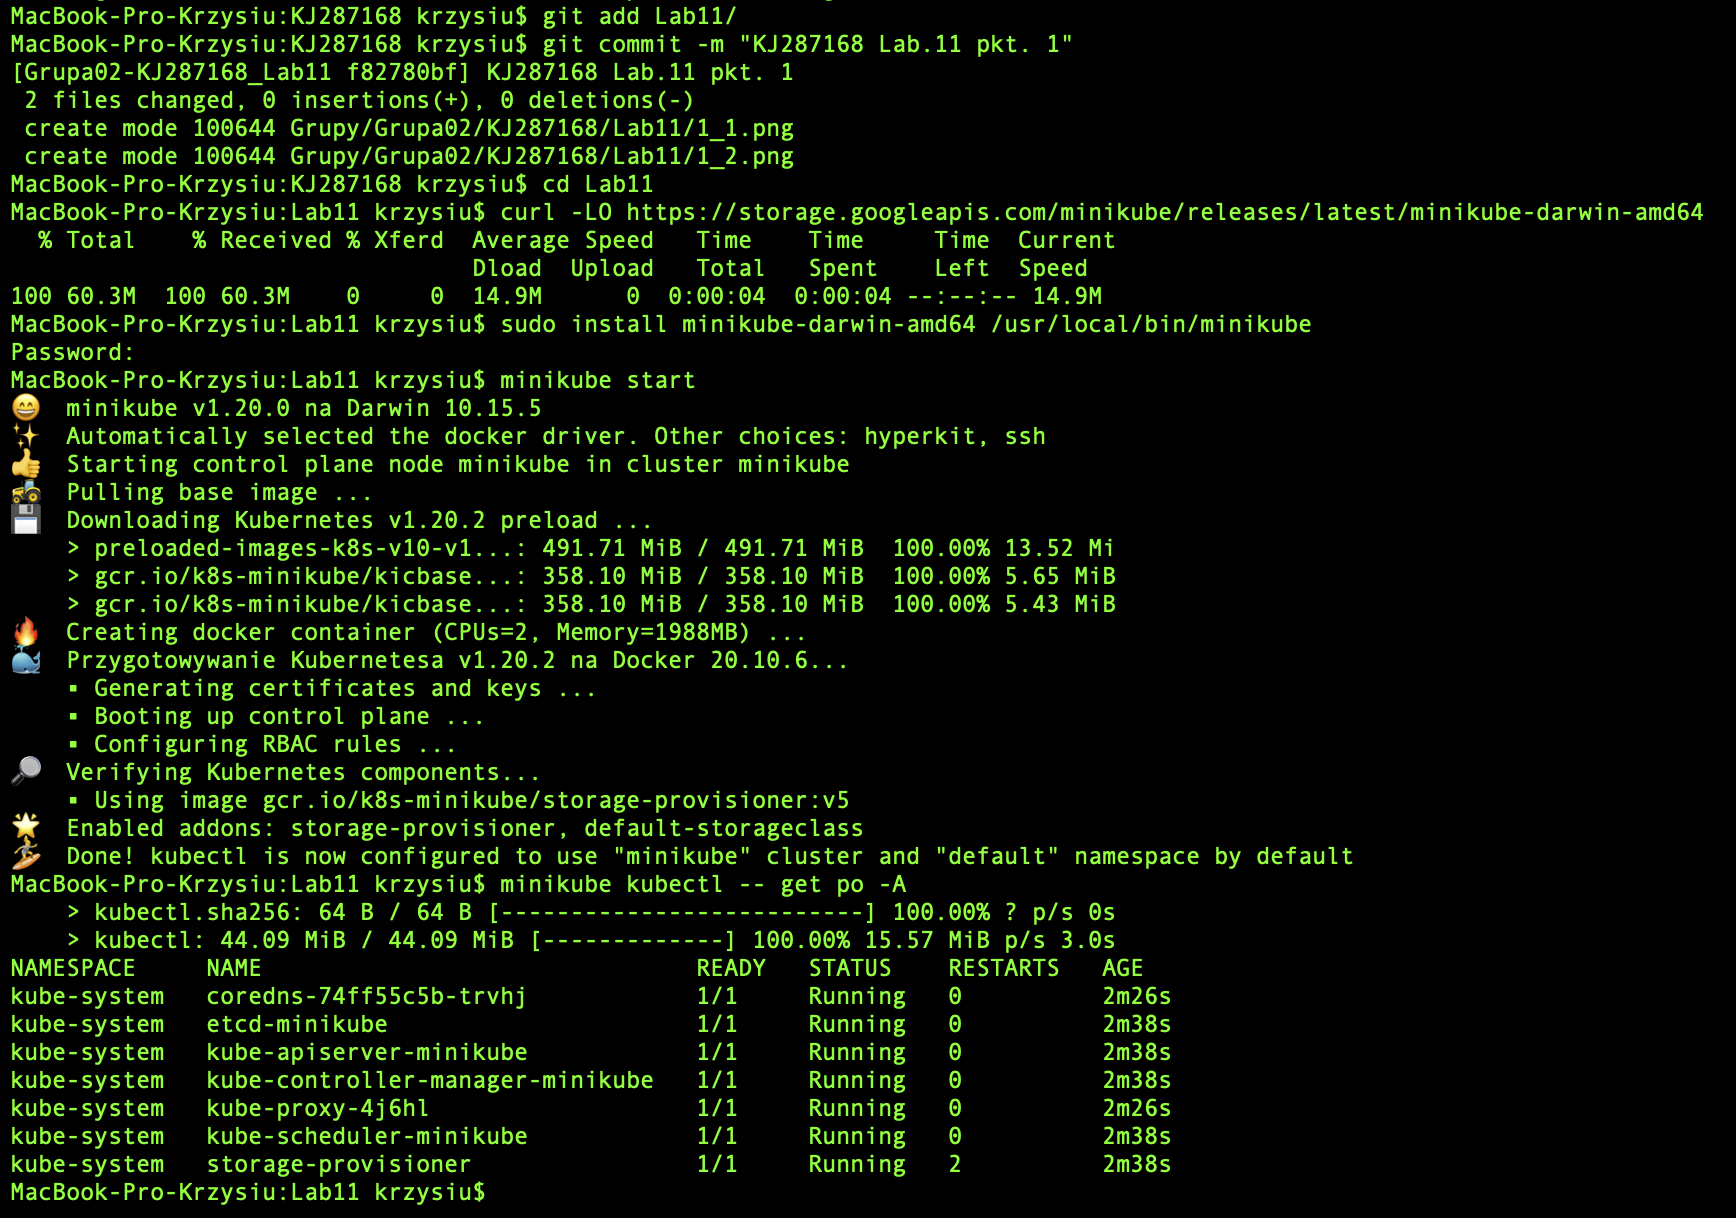 MacBook-Pro-Krzysiu:KJ287168 krzysiu$ git add Lab11/
MacBook-Pro-Krzysiu:KJ287168 krzysiu$ git commit -m "KJ287168 Lab.11 pkt. 1"
[Grupa02-KJ287168_Lab11 f82780bf] KJ287168 Lab.11 pkt. 1
 2 files changed, 0 insertions(+), 0 deletions(-)
 create mode 100644 Grupy/Grupa02/KJ287168/Lab11/1_1.png
 create mode 100644 Grupy/Grupa02/KJ287168/Lab11/1_2.png
MacBook-Pro-Krzysiu:KJ287168 krzysiu$ cd Lab11
MacBook-Pro-Krzysiu:Lab11 krzysiu$ curl -LO https://storage.googleapis.com/minikube/releases/latest/minikube-darwin-amd64
  % Total    % Received % Xferd  Average Speed   Time    Time     Time  Current
                                 Dload  Upload   Total   Spent    Left  Speed
100 60.3M  100 60.3M    0     0  14.9M      0  0:00:04  0:00:04 --:--:-- 14.9M
MacBook-Pro-Krzysiu:Lab11 krzysiu$ sudo install minikube-darwin-amd64 /usr/local/bin/minikube
Password:
MacBook-Pro-Krzysiu:Lab11 krzysiu$ minikube start
😄  minikube v1.20.0 na Darwin 10.15.5
✨  Automatically selected the docker driver. Other choices: hyperkit, ssh
👍  Starting control plane node minikube in cluster minikube
🚜  Pulling base image ...
💾  Downloading Kubernetes v1.20.2 preload ...
    > preloaded-images-k8s-v10-v1...: 491.71 MiB / 491.71 MiB  100.00% 13.52 Mi
    > gcr.io/k8s-minikube/kicbase...: 358.10 MiB / 358.10 MiB  100.00% 5.65 MiB
    > gcr.io/k8s-minikube/kicbase...: 358.10 MiB / 358.10 MiB  100.00% 5.43 MiB
🔥  Creating docker container (CPUs=2, Memory=1988MB) ...
🐳  Przygotowywanie Kubernetesa v1.20.2 na Docker 20.10.6...
    ▪ Generating certificates and keys ...
    ▪ Booting up control plane ...
    ▪ Configuring RBAC rules ...
🔎  Verifying Kubernetes components...
    ▪ Using image gcr.io/k8s-minikube/storage-provisioner:v5
🌟  Enabled addons: storage-provisioner, default-storageclass
🏄  Done! kubectl is now configured to use "minikube" cluster and "default" namespace by default
MacBook-Pro-Krzysiu:Lab11 krzysiu$ minikube kubectl -- get po -A
    > kubectl.sha256: 64 B / 64 B [--------------------------] 100.00% ? p/s 0s
    > kubectl: 44.09 MiB / 44.09 MiB [-------------] 100.00% 15.57 MiB p/s 3.0s
NAMESPACE     NAME                               READY   STATUS    RESTARTS   AGE
kube-system   coredns-74ff55c5b-trvhj            1/1     Running   0          2m26s
kube-system   etcd-minikube                      1/1     Running   0          2m38s
kube-system   kube-apiserver-minikube            1/1     Running   0          2m38s
kube-system   kube-controller-manager-minikube   1/1     Running   0          2m38s
kube-system   kube-proxy-4j6hl                   1/1     Running   0          2m26s
kube-system   kube-scheduler-minikube            1/1     Running   0          2m38s
kube-system   storage-provisioner                1/1     Running   2          2m38s
MacBook-Pro-Krzysiu:Lab11 krzysiu$